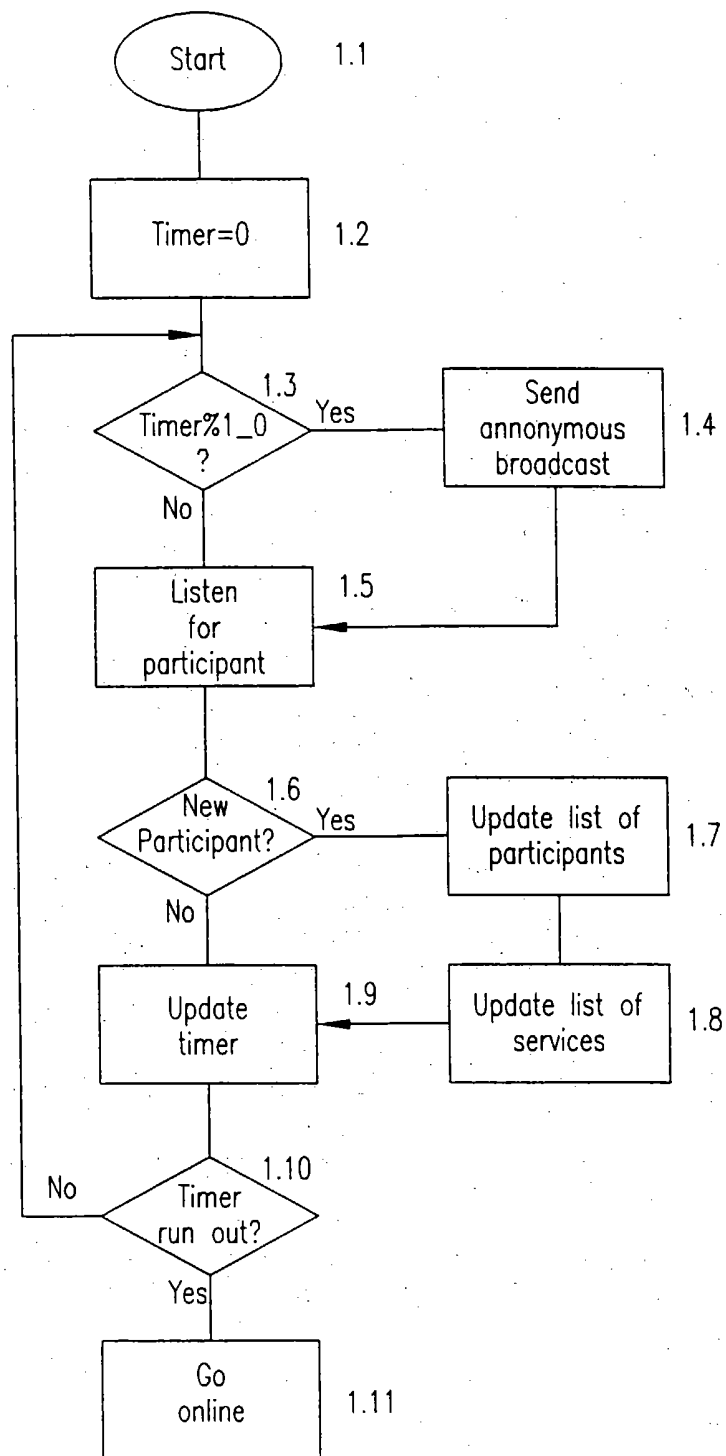 Start
1.1
Timer=0
1.2
1.3
Timer%1_0
?
Yes
No
Send
annonymous
broadcast
1.4
Listen
for
participant
1.5
1.6
New
Participant?
Yes
No
Update list of
participants
1.7
Update
timer
1.9
Update list of
services
1.8
1.10
Timer
run out?
No
Yes
Go
online
1.11